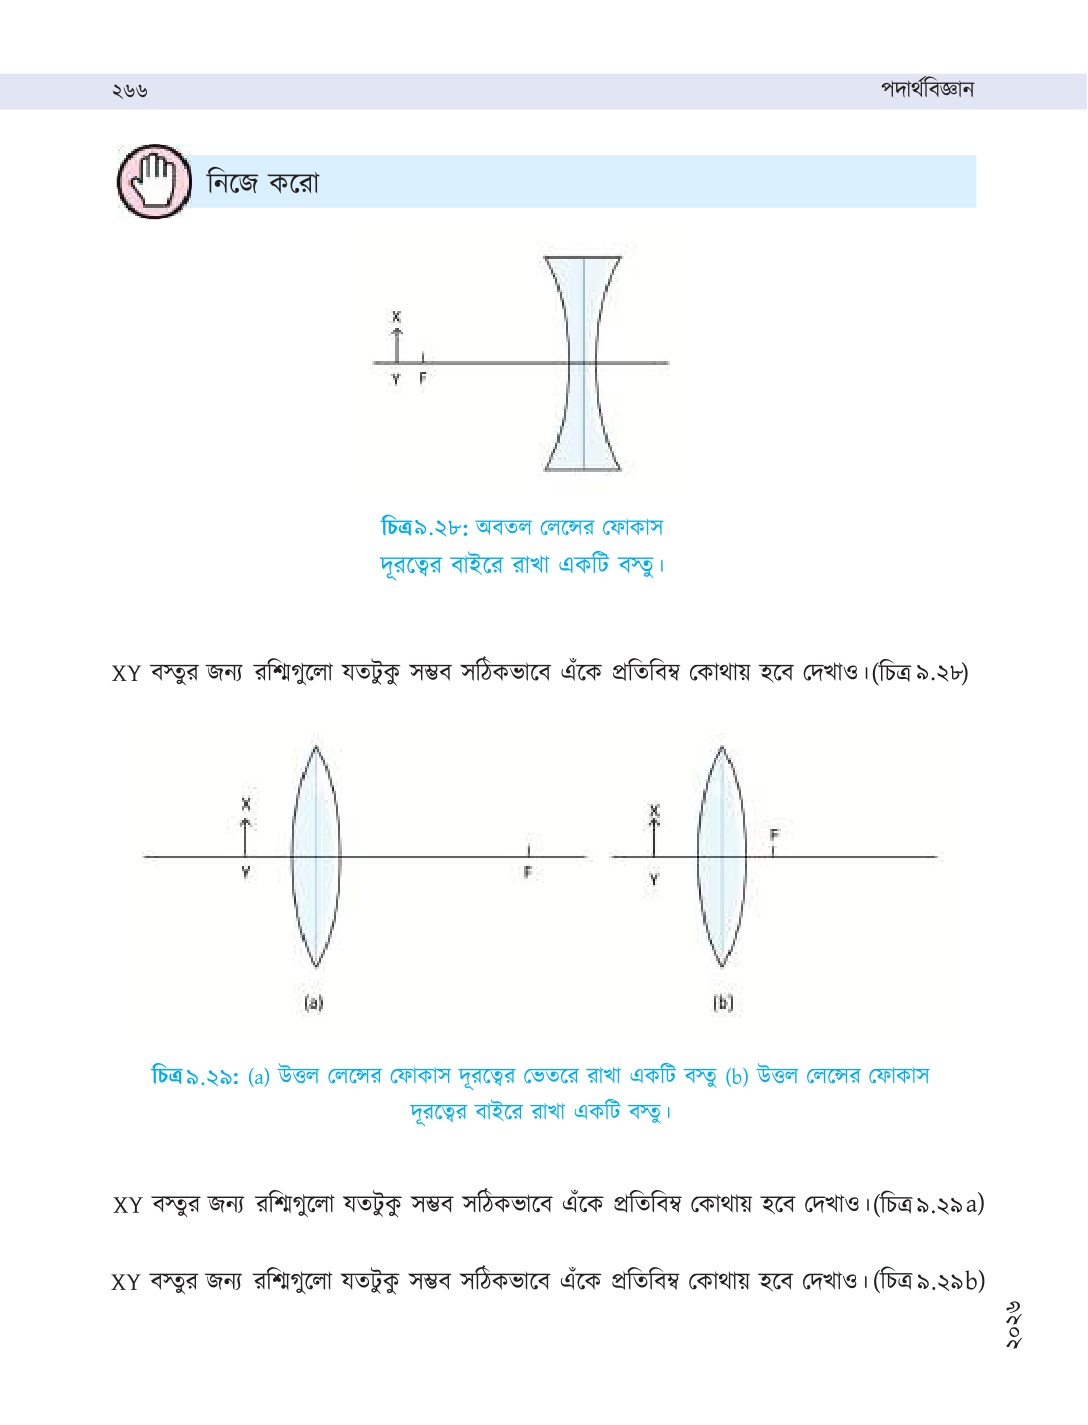 ২৬৬ পদার্থবিজ্ঞান
নিজে করো
X
Y F
চিত্র ৯.২৮: অবতল লেন্সের ফোকাস
দূরত্বের বাইরে রাখা একটি বস্তু।
XY বস্তুর জন্য রশ্মিগুলো যতটুকু সম্ভব সঠিকভাবে এঁকে প্রতিবিম্ব কোথায় হবে দেখাও। (চিত্র ৯.২৮)
X X
F
Y F Y
(a) (b)
চিত্র ৯.২৯: (a) উত্তল লেন্সের ফোকাস দূরত্বের ভেতরে রাখা একটি বস্তু (b) উত্তল লেন্সের ফোকাস
দূরত্বের বাইরে রাখা একটি বস্তু।
XY বস্তুর জন্য রশ্মিগুলো যতটুকু সম্ভব সঠিকভাবে এঁকে প্রতিবিম্ব কোথায় হবে দেখাও। (চিত্র ৯.২৯a)
XY বস্তুর জন্য রশ্মিগুলো যতটুকু সম্ভব সঠিকভাবে এঁকে প্রতিবিম্ব কোথায় হবে দেখাও। (চিত্র ৯.২৯b)
২০২৬